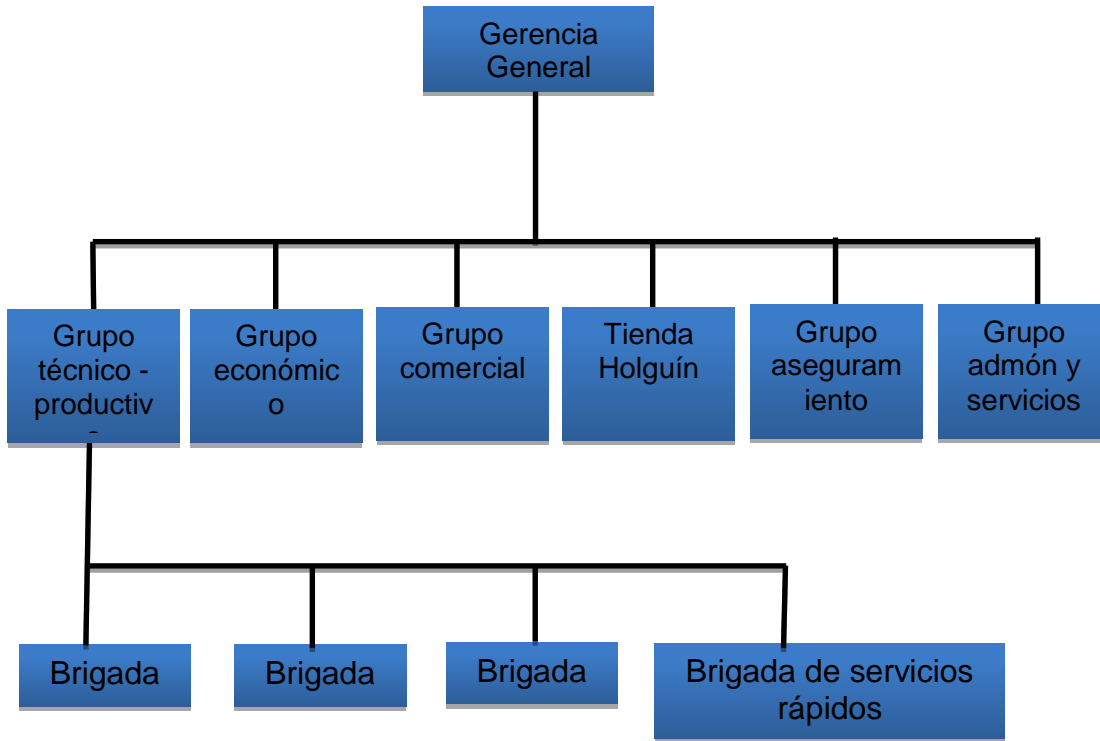 Gerencia
General
Grupo
técnico -
productiv
Grupo
económic
o
Grupo
comercial
Tienda
Holguín
Grupo
aseguram
iento
Grupo
admón y
servicios
Brigada
Brigada
Brigada
Brigada de servicios
rápidos